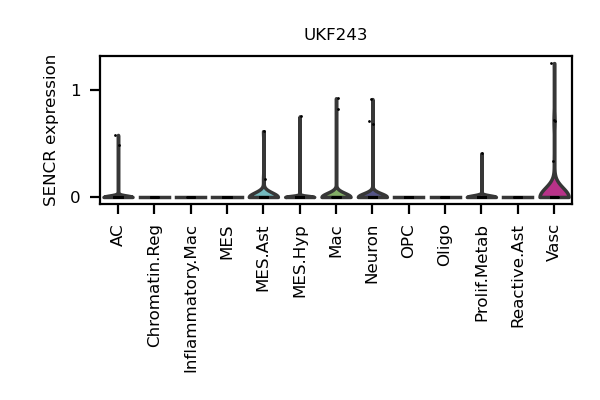 UKF243
SENCR expression
1
0
AC
Chromatin.Reg
Inflammatory.Mac
MES
MES.Ast
MES.Hyp
Mac
Neuron
OPC
Oligo
Prolif.Metab
Reactive.Ast
Vasc